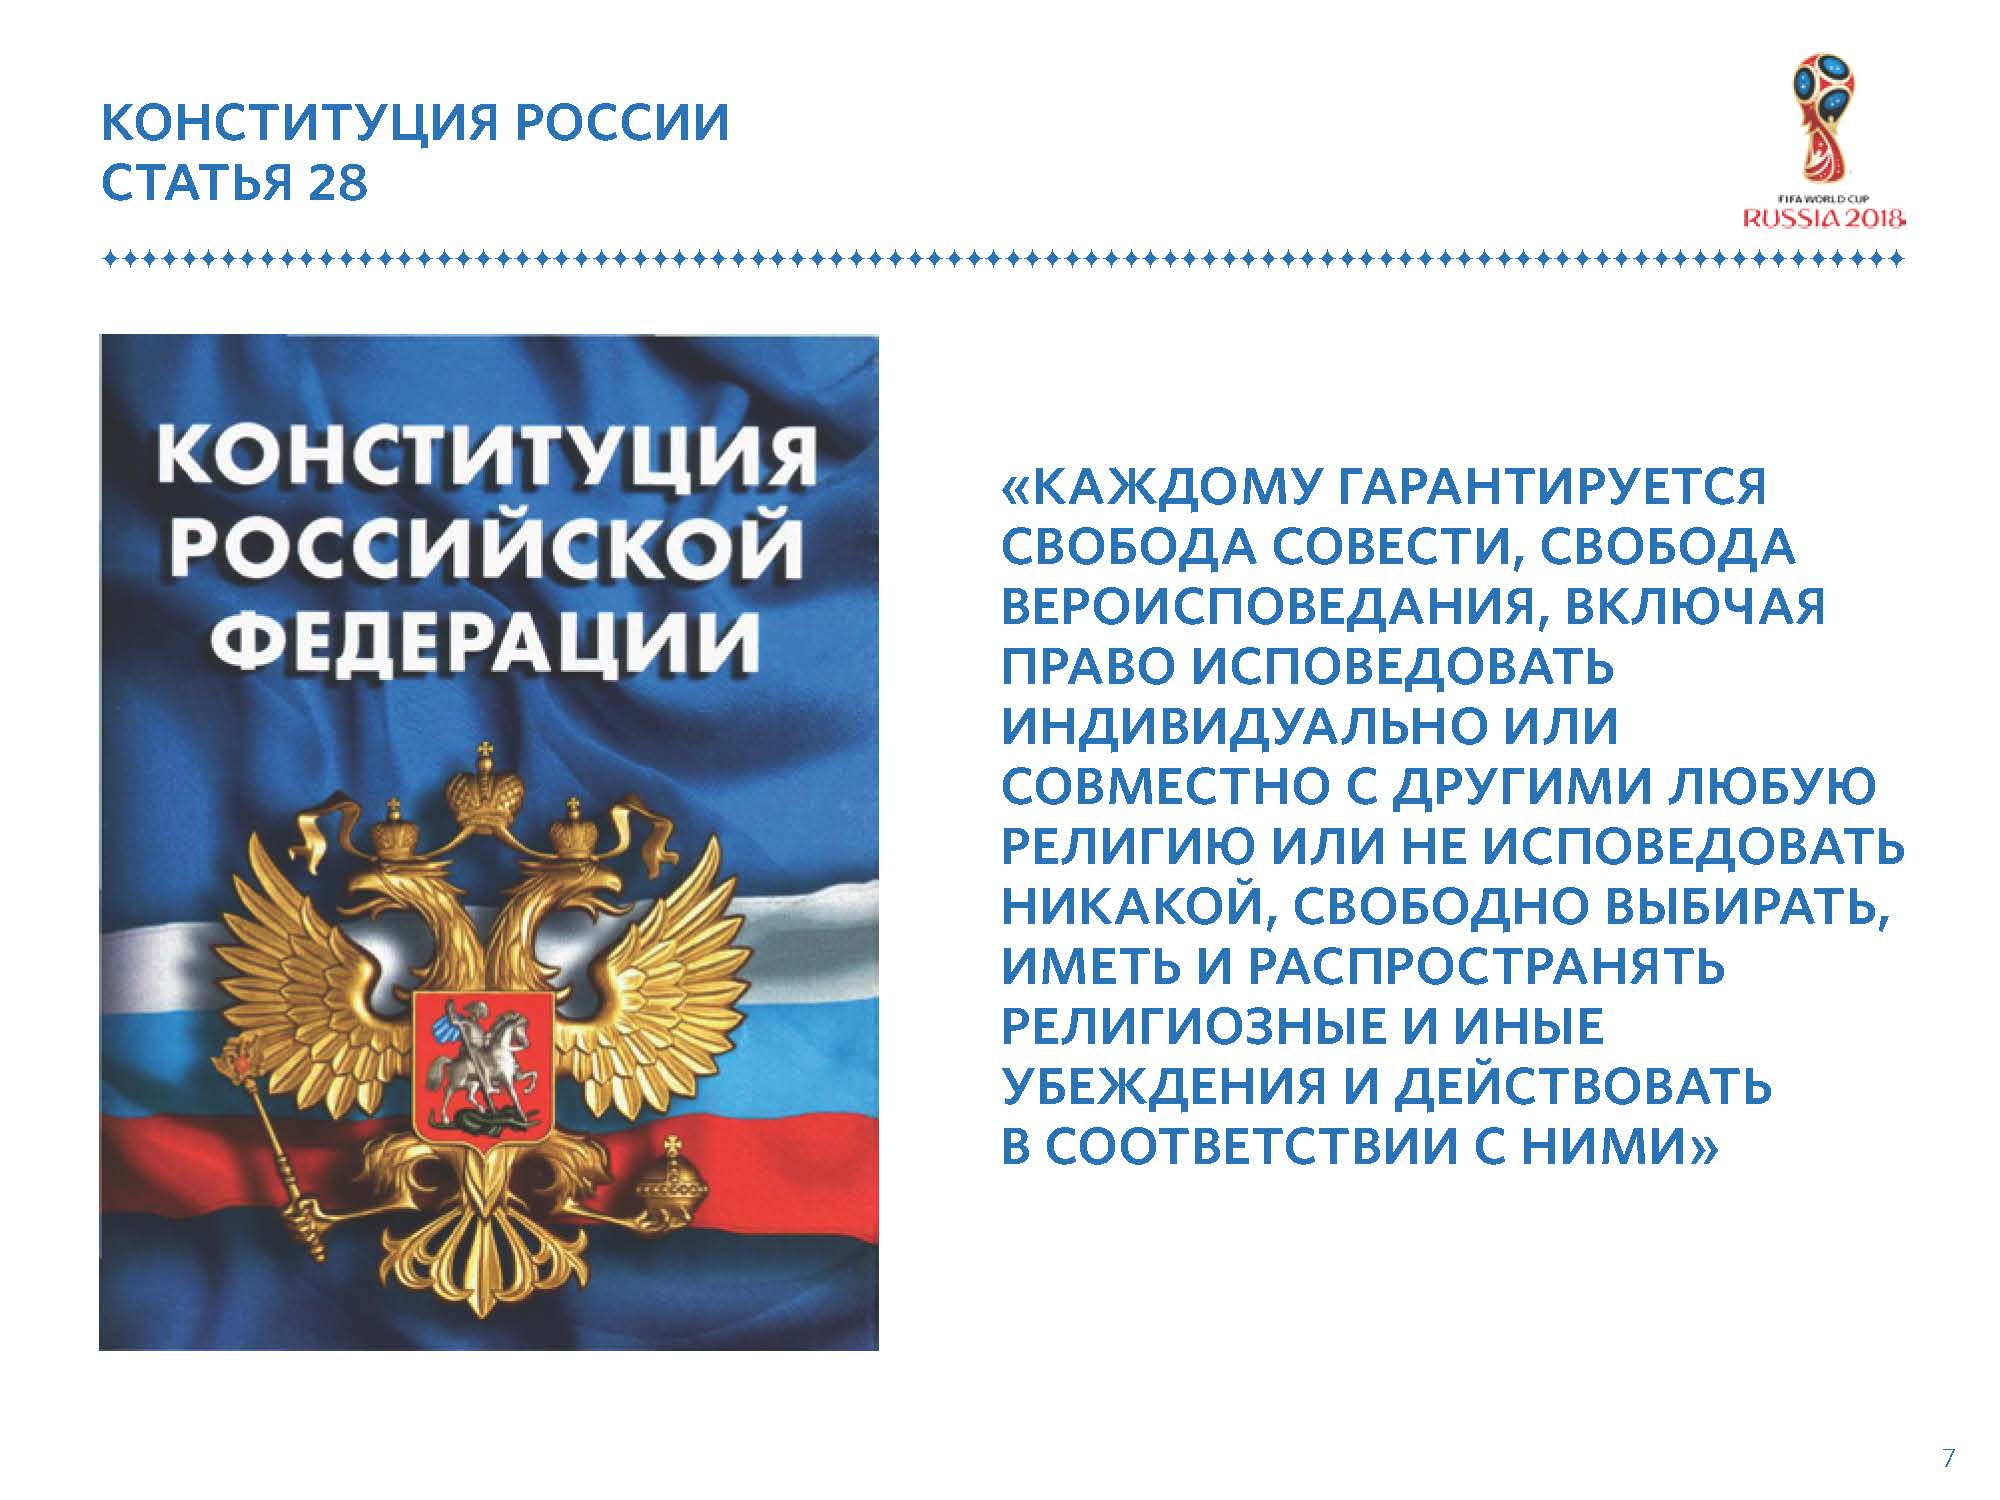 КОНСТИТУЦИЯ РОССИИ
СТАТЬЯ 28
FIFA WORLD CUP
RUSSIA 2018
КОНСТИТУЦИЯ
РОССИЙСКОЙ
ФЕДЕРАЦИИ
«КАЖДОМУ ГАРАНТИРУЕТСЯ
СВОБОДА СОВЕСТИ, СВОБОДА
ВЕРОИСПОВЕДАНИЯ, ВКЛЮЧАЯ
ПРАВО ИСПОВЕДОВАТЬ
ИНДИВИДУАЛЬНО ИЛИ
СОВМЕСТНО С ДРУГИМИ ЛЮБУЮ
РЕЛИГИЮ ИЛИ НЕ ИСПОВЕДОВАТЬ
НИКАКОЙ, СВОБОДНО ВЫБИРАТЬ,
ИМЕТЬ И РАСПРОСТРАНЯТЬ
РЕЛИГИОЗНЫЕ И ИНЫЕ
УБЕЖДЕНИЯ И ДЕЙСТВОВАТЬ
В СООТВЕТСТВИИ С НИМИ»
7